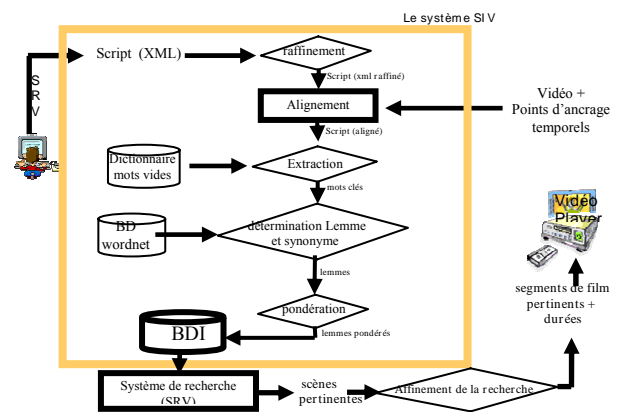 Le système SIV
Script (XML)
raffinement
S
R
V
Script (xml raffiné)
Alignement
Vidéo +
Points d'ancrage
temporels
Script (aligné)
Dictionnaire
mots vides
Extraction
mots clés
Vidéo
Player
BD
wordnet
détermination Lemme
et synonyme
lemmes
segments de film
pertinents +
durées
pondération
BDI
lemmes pondérés
Système de recherche
(SRV)
scènes
pertinentes
Affinement de la recherche